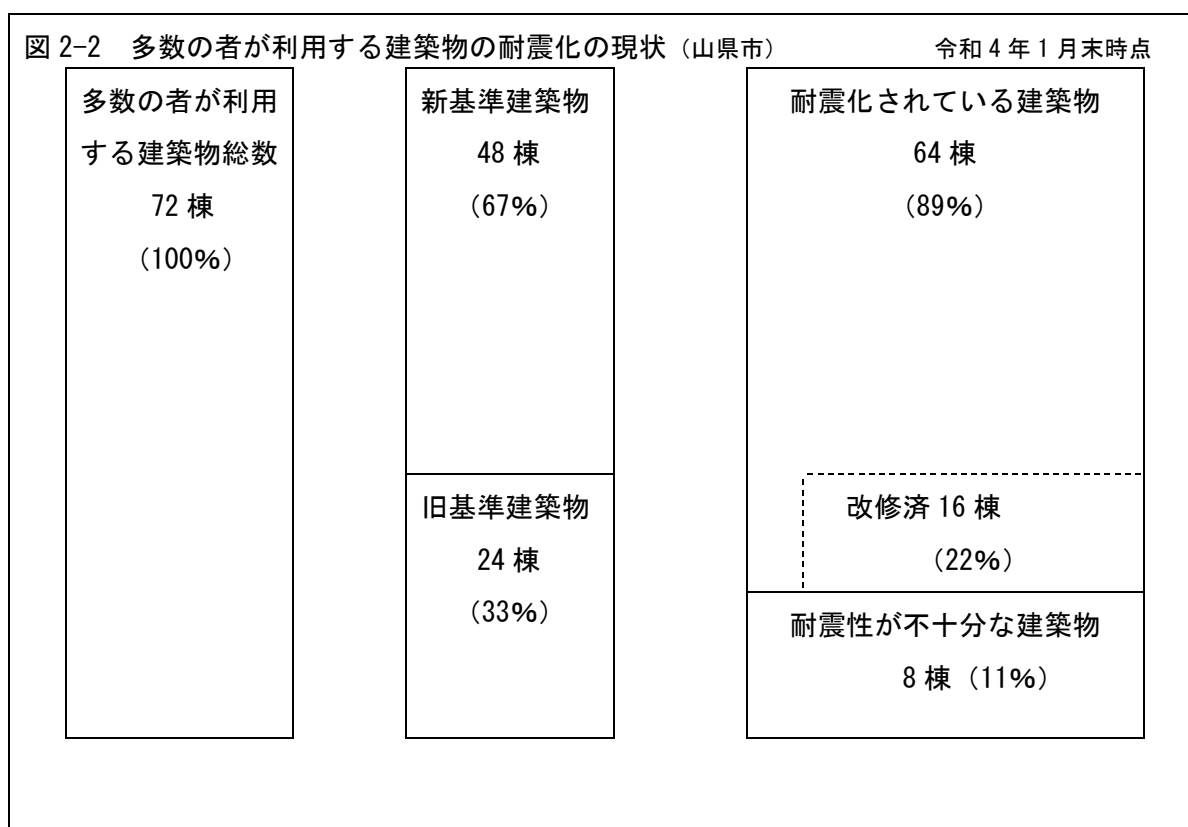 図 2-2　多数の者が利用する建築物の耐震化の現状（山県市）　令和 4 年 1 月末時点
多数の者が利用
する建築物総数
72 棟
（100%）
新基準建築物
48 棟
（67%）
旧基準建築物
24 棟
（33%）
耐震化されている建築物
64 棟
（89%）
改修済 16 棟
（22%）
耐震性が不十分な建築物
8 棟（11%）